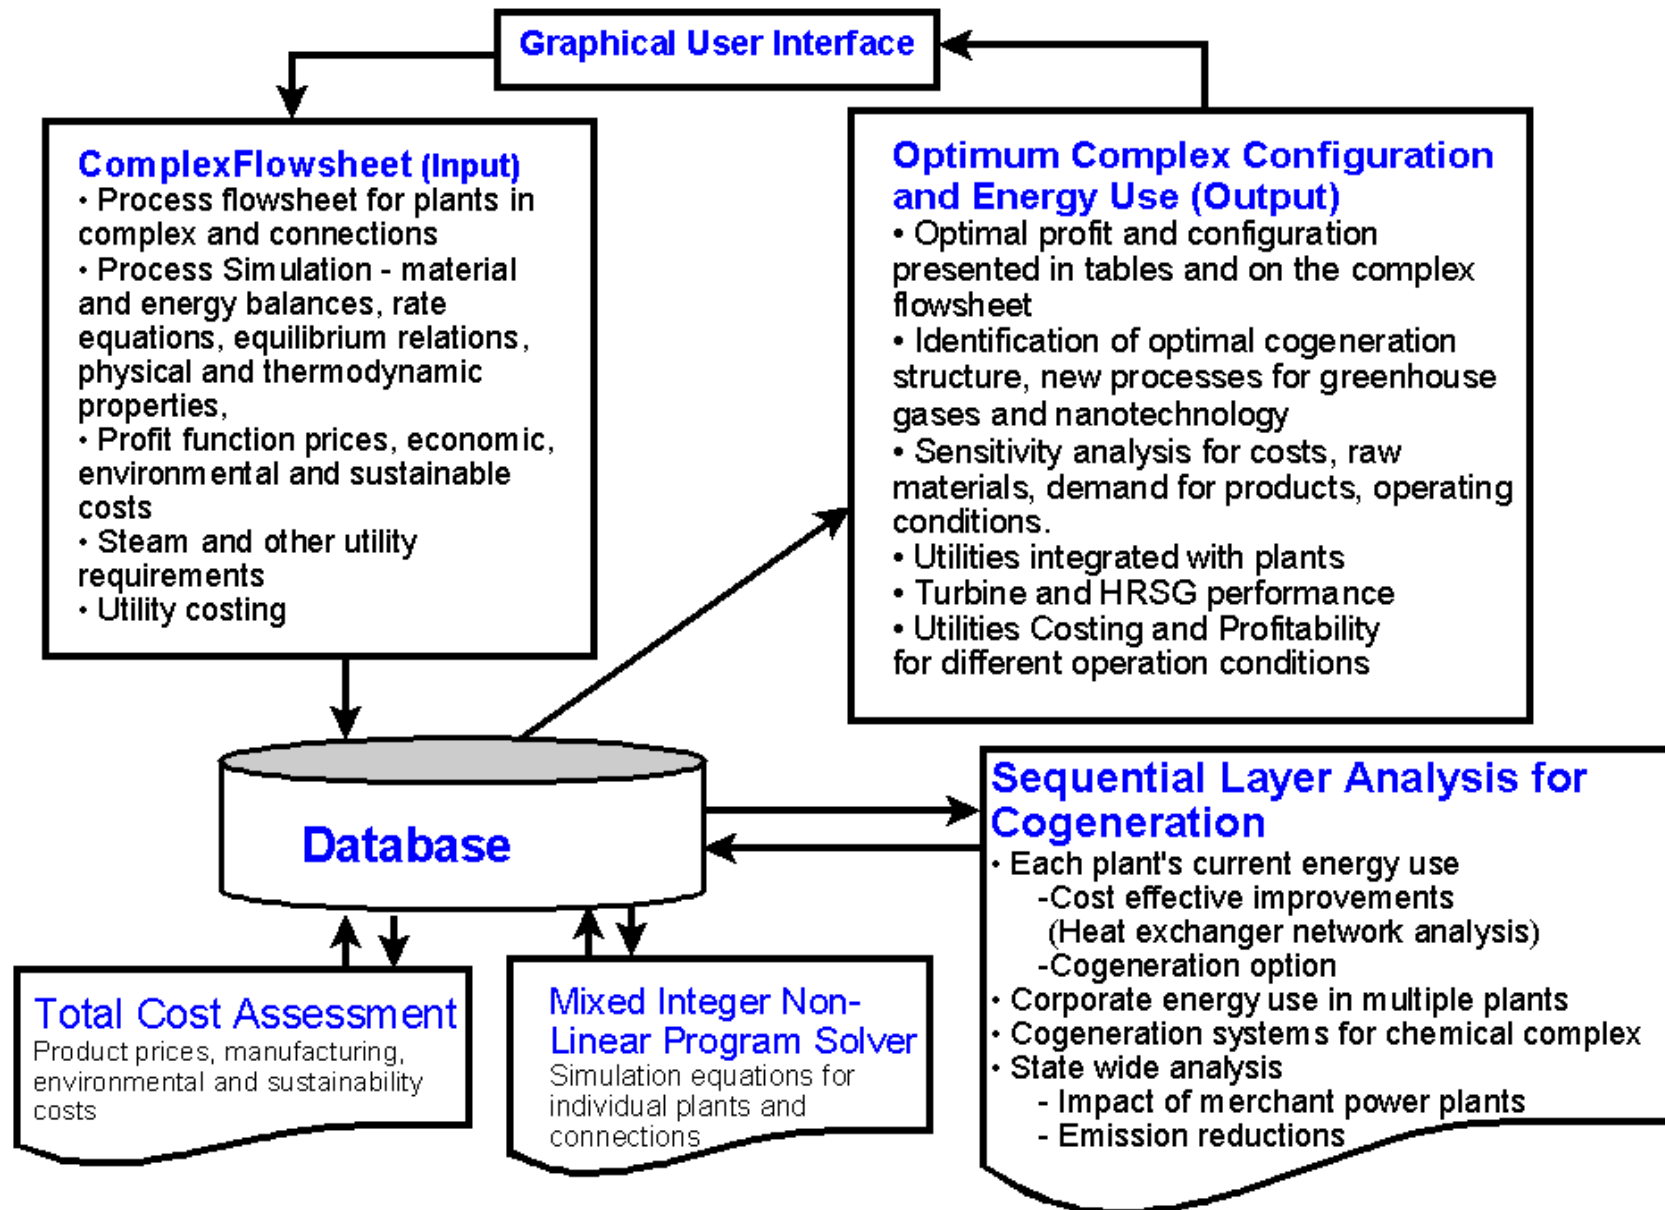 Graphical User Interface
ComplexFlowsheet (Input)
• Process flowsheet for plants in
complex and connections
• Process Simulation - material
and energy balances, rate
equations, equilibrium relations,
physical and thermodynamic
properties,
• Profit function prices, economic,
environmental and sustainable
costs
• Steam and other utility
requirements
• Utility costing
Optimum Complex Configuration
and Energy Use (Output)
• Optimal profit and configuration
presented in tables and on the complex
flowsheet
• Identification of optimal cogeneration
structure, new processes for greenhouse
gases and nanotechnology
• Sensitivity analysis for costs, raw
materials, demand for products, operating
conditions.
• Utilities integrated with plants
• Turbine and HRSG performance
• Utilities Costing and Profitability
for different operation conditions
Database
Sequential Layer Analysis for
Cogeneration
• Each plant's current energy use
-Cost effective improvements
(Heat exchanger network analysis)
-Cogeneration option
• Corporate energy use in multiple plants
• Cogeneration systems for chemical complex
• State wide analysis
- Impact of merchant power plants
- Emission reductions
Total Cost Assessment
Product prices, manufacturing,
environmental and sustainability
costs
Mixed Integer Non-
Linear Program Solver
Simulation equations for
individual plants and
connections